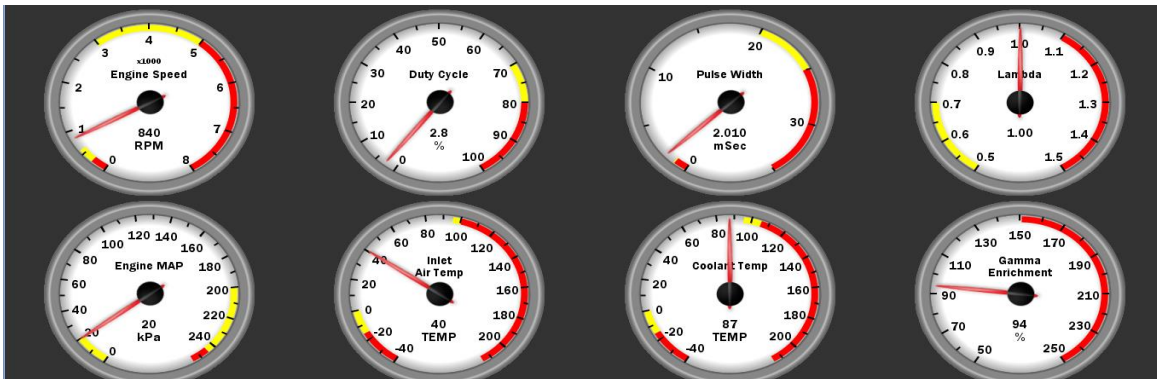 0 1 2 3 4 5 6 7 8
x1000
Engine Speed
840
RPM
0 10 20 30 40 50 60 70 80 90 100
Duty Cycle
2.8
%
0 10 20 30
Pulse Width
2.010
mSec
0.5 0.6 0.7 0.8 0.9 1.0 1.1 1.2 1.3 1.4 1.5
Lambda
1.00
0 20 40 60 80 100 120 140 160 180 200 220 240
Engine MAP
20
kPa
-40 -20 0 20 40 60 80 100 120 140 160 180 200
Inlet
Air Temp
40
TEMP
-40 -20 0 20 40 60 80 100 120 140 160 180 200
Coolant Temp
87
TEMP
50 70 90 110 130 150 170 190 210 230 250
Gamma
Enrichment
94
%